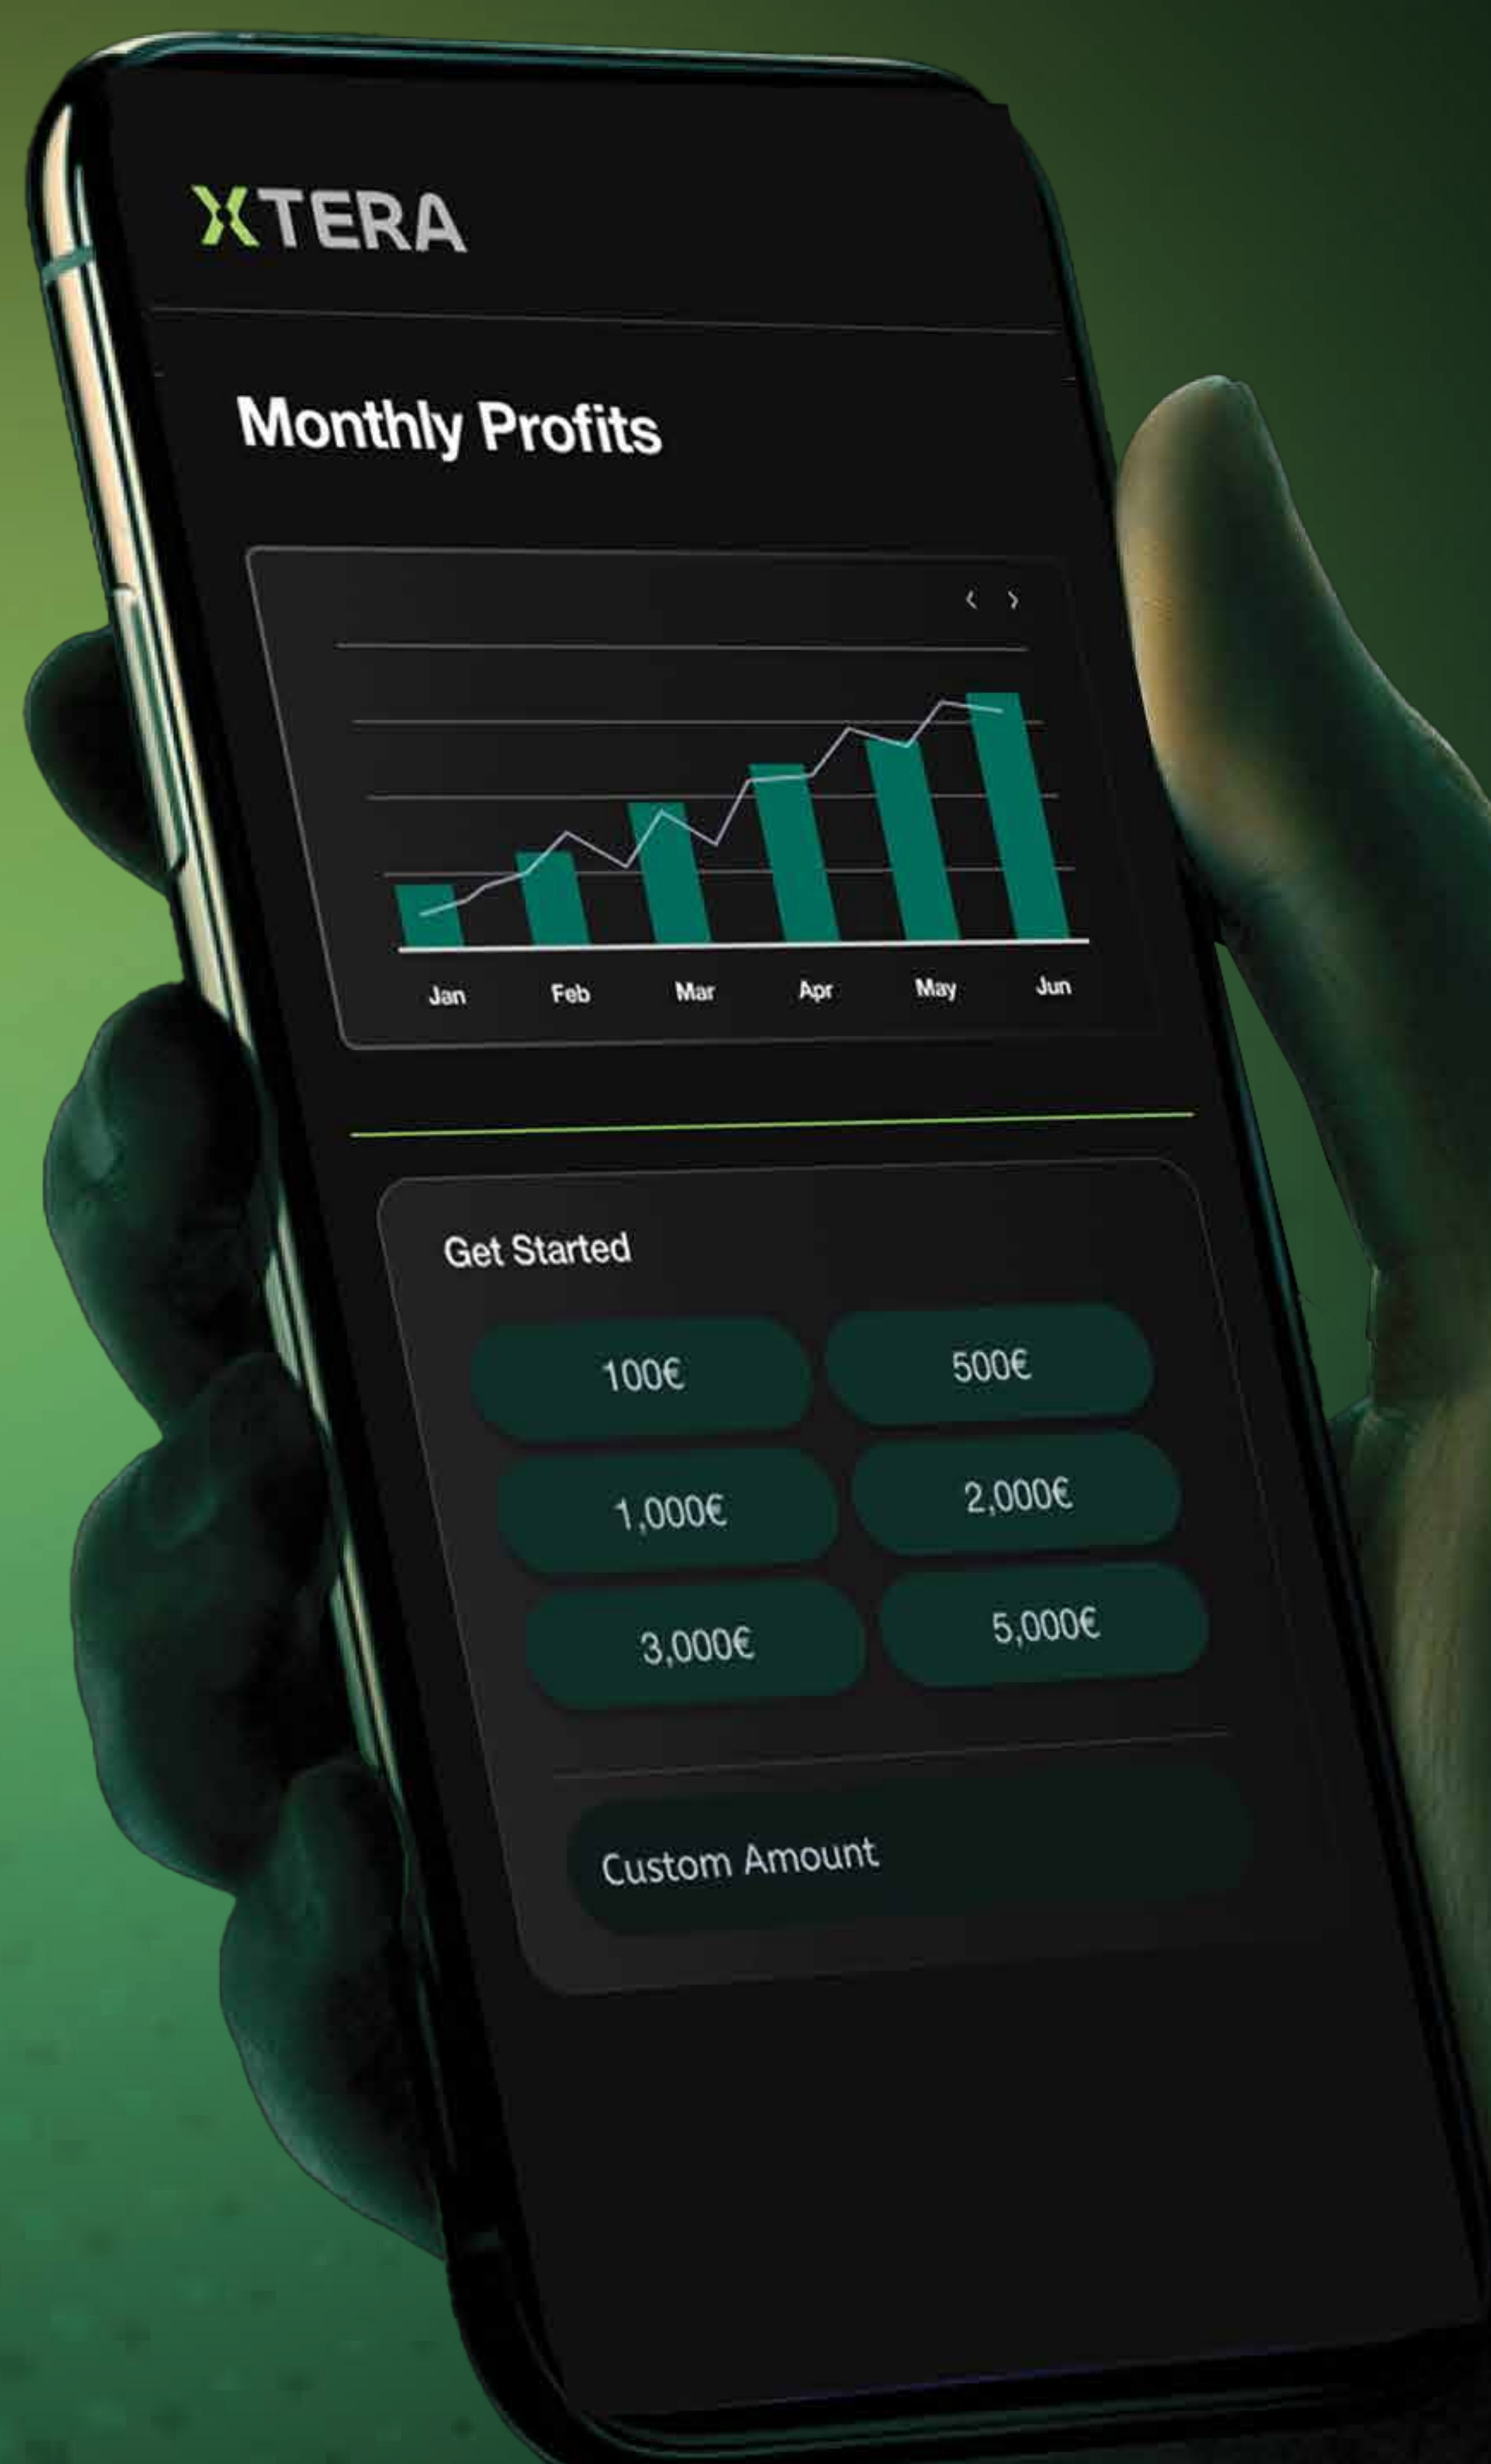 XTERA
Monthly Profits
‹ ›
Jan Feb Mar Apr May Jun
Get Started
100€ 500€
1,000€ 2,000€
3,000€ 5,000€
Custom Amount